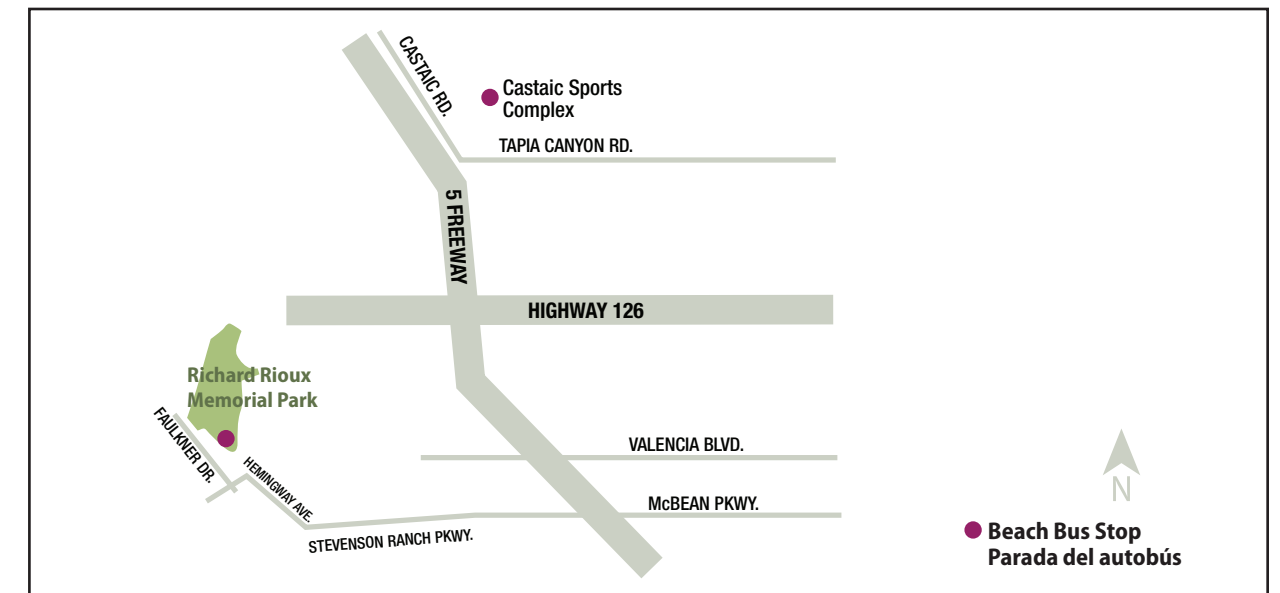 CASTAIC RD.
Castaic Sports
Complex
TAPIA CANYON RD.
5 FREEWAY
HIGHWAY 126
Richard Rioux
Memorial Park
FAULKNER DR.
HEMINGWAY AVE.
STEVENSON RANCH PKWY.
VALENCIA BLVD.
McBEAN PKWY.
N
Beach Bus Stop
Parada del autobús